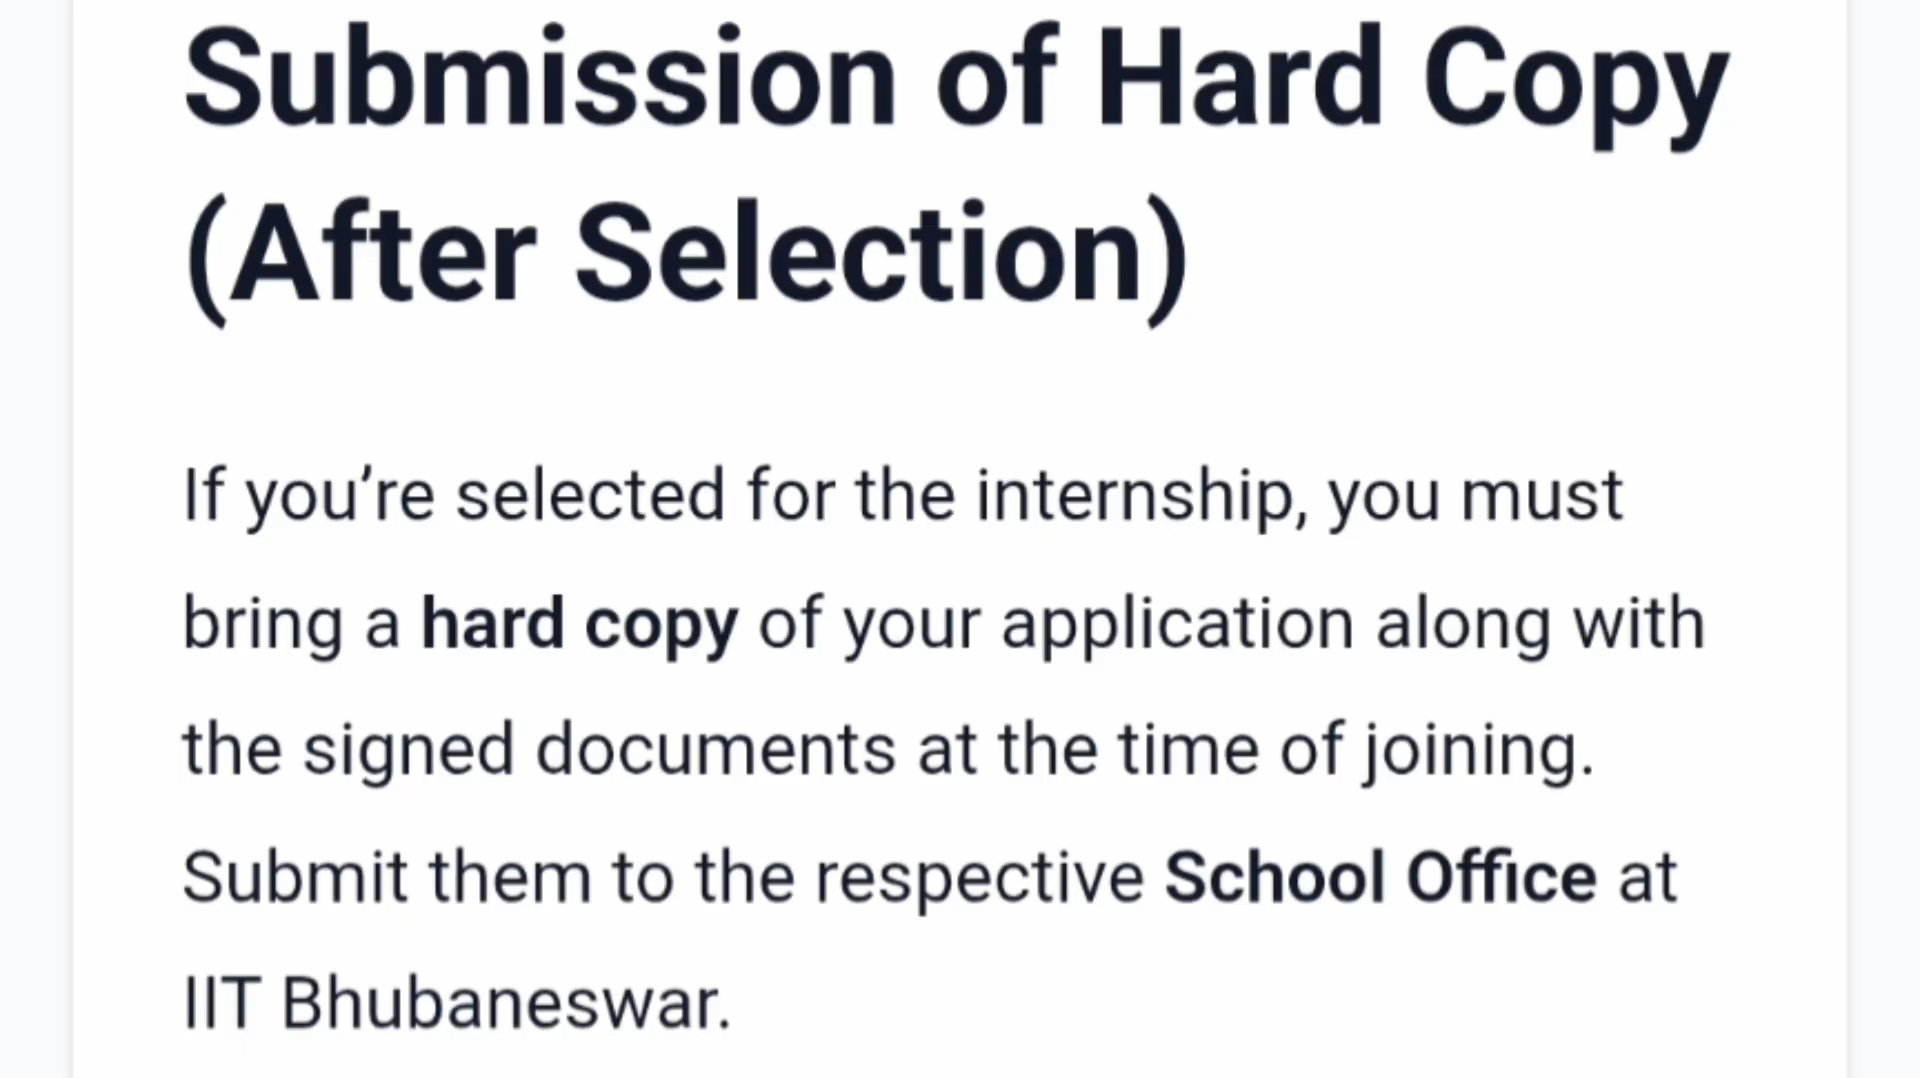 Submission of Hard Copy
(After Selection)
If you’re selected for the internship, you must
bring a hard copy of your application along with
the signed documents at the time of joining.
Submit them to the respective School Office at
IIT Bhubaneswar.